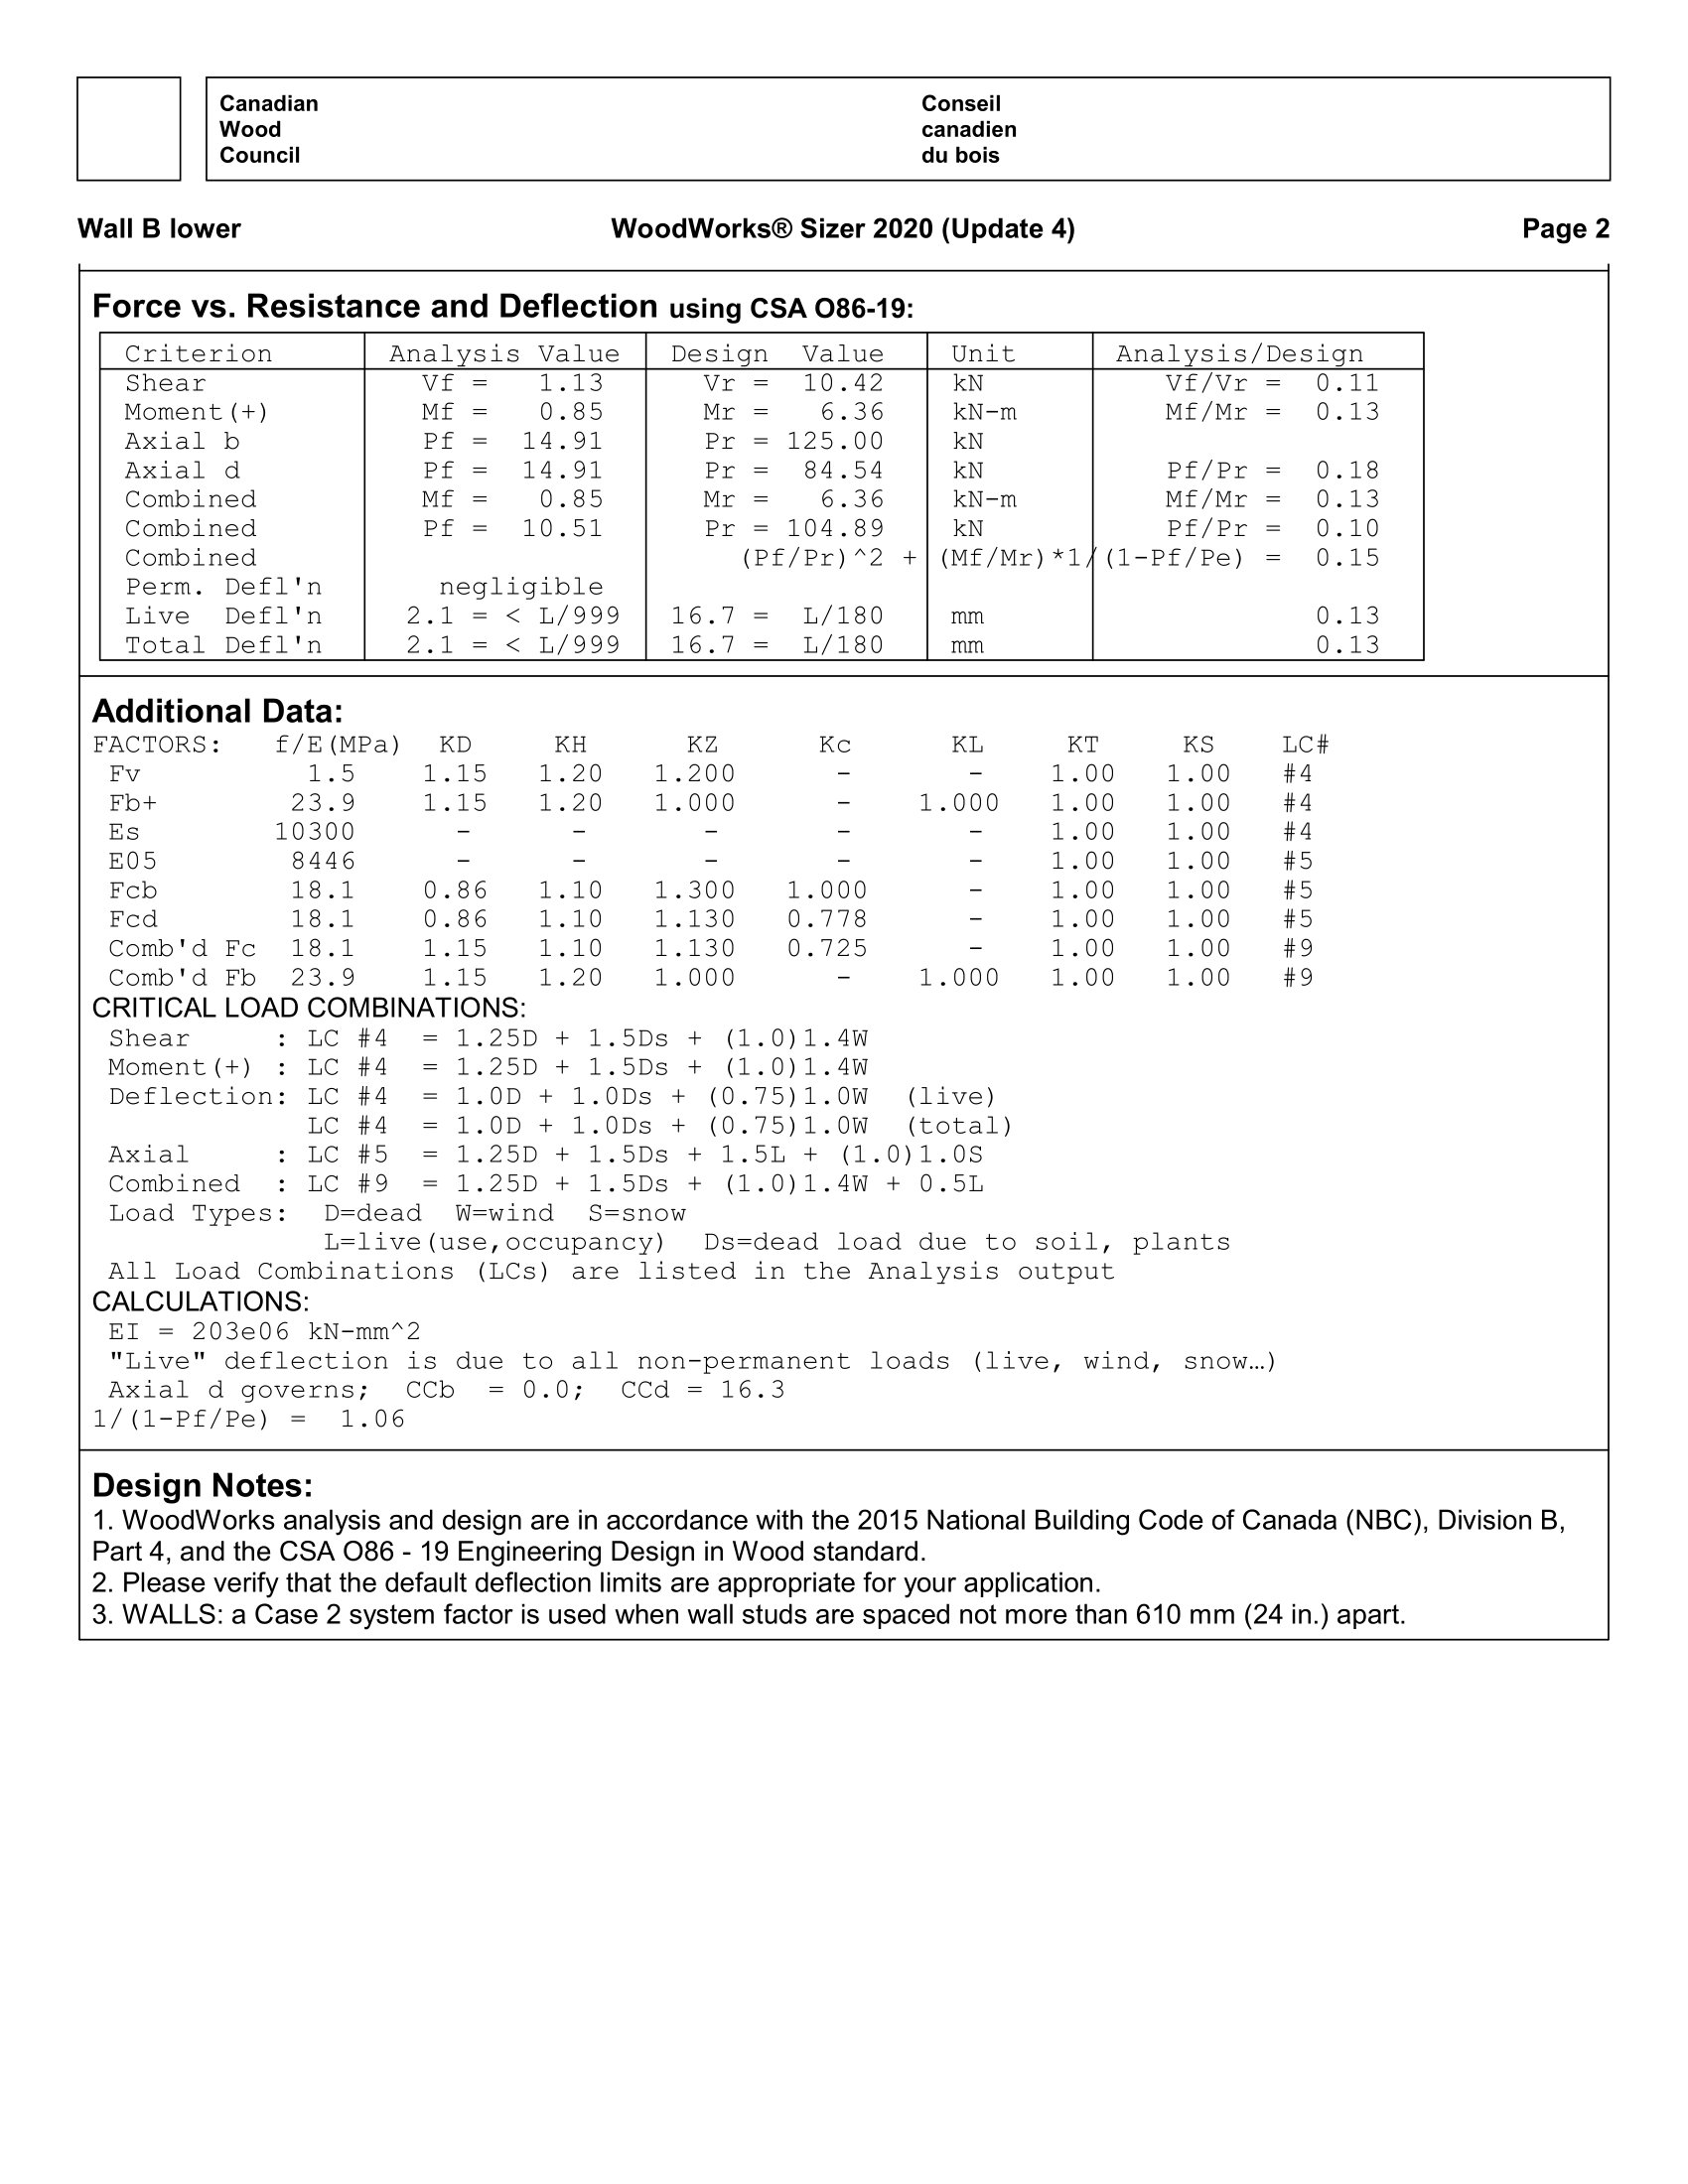 Canadian Conseil
Wood canadien
Council du bois
Wall B lower WoodWorks® Sizer 2020 (Update 4) Page 2
Force vs. Resistance and Deflection using CSA O86-19:
Criterion Analysis Value Design Value Unit Analysis/Design
Shear Vf = 1.13 Vr = 10.42 kN Vf/Vr = 0.11
Moment(+) Mf = 0.85 Mr = 6.36 kN-m Mf/Mr = 0.13
Axial b Pf = 14.91 Pr = 125.00 kN
Axial d Pf = 14.91 Pr = 84.54 kN Pf/Pr = 0.18
Combined Mf = 0.85 Mr = 6.36 kN-m Mf/Mr = 0.13
Combined Pf = 10.51 Pr = 104.89 kN Pf/Pr = 0.10
Combined (Pf/Pr)^2 + (Mf/Mr)*1/(1-Pf/Pe) = 0.15
Perm. Defl'n negligible
Live Defl'n 2.1 = < L/999 16.7 = L/180 mm 0.13
Total Defl'n 2.1 = < L/999 16.7 = L/180 mm 0.13
Additional Data:
FACTORS: f/E(MPa) KD KH KZ Kc KL KT KS LC#
Fv 1.5 1.15 1.20 1.200 - - 1.00 1.00 #4
Fb+ 23.9 1.15 1.20 1.000 - 1.000 1.00 1.00 #4
Es 10300 - - - - - 1.00 1.00 #4
E05 8446 - - - - - 1.00 1.00 #5
Fcb 18.1 0.86 1.10 1.300 1.000 - 1.00 1.00 #5
Fcd 18.1 0.86 1.10 1.130 0.778 - 1.00 1.00 #5
Comb'd Fc 18.1 1.15 1.10 1.130 0.725 - 1.00 1.00 #9
Comb'd Fb 23.9 1.15 1.20 1.000 - 1.000 1.00 1.00 #9
CRITICAL LOAD COMBINATIONS:
Shear : LC #4 = 1.25D + 1.5Ds + (1.0)1.4W
Moment(+) : LC #4 = 1.25D + 1.5Ds + (1.0)1.4W
Deflection: LC #4 = 1.0D + 1.0Ds + (0.75)1.0W (live)
LC #4 = 1.0D + 1.0Ds + (0.75)1.0W (total)
Axial : LC #5 = 1.25D + 1.5Ds + 1.5L + (1.0)1.0S
Combined : LC #9 = 1.25D + 1.5Ds + (1.0)1.4W + 0.5L
Load Types: D=dead W=wind S=snow
L=live(use,occupancy) Ds=dead load due to soil, plants
All Load Combinations (LCs) are listed in the Analysis output
CALCULATIONS:
EI = 203e06 kN-mm^2
"Live" deflection is due to all non-permanent loads (live, wind, snow…)
Axial d governs; CCb = 0.0; CCd = 16.3
1/(1-Pf/Pe) = 1.06
Design Notes:
1. WoodWorks analysis and design are in accordance with the 2015 National Building Code of Canada (NBC), Division B,
Part 4, and the CSA O86 - 19 Engineering Design in Wood standard.
2. Please verify that the default deflection limits are appropriate for your application.
3. WALLS: a Case 2 system factor is used when wall studs are spaced not more than 610 mm (24 in.) apart.